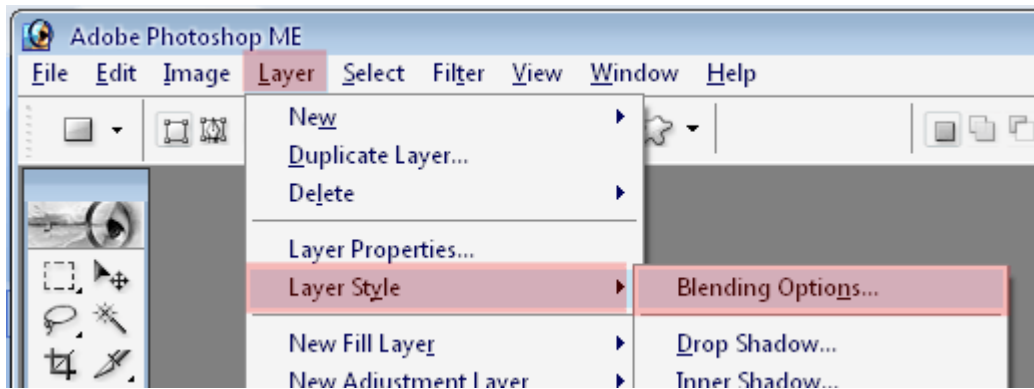 Adobe Photoshop ME
File Edit Image Layer Select Filter View Window Help
New
Duplicate Layer...
Delete
Layer Properties...
Layer Style
Blending Options...
New Fill Layer
Drop Shadow...
New Adjustment Layer
Inner Shadow...